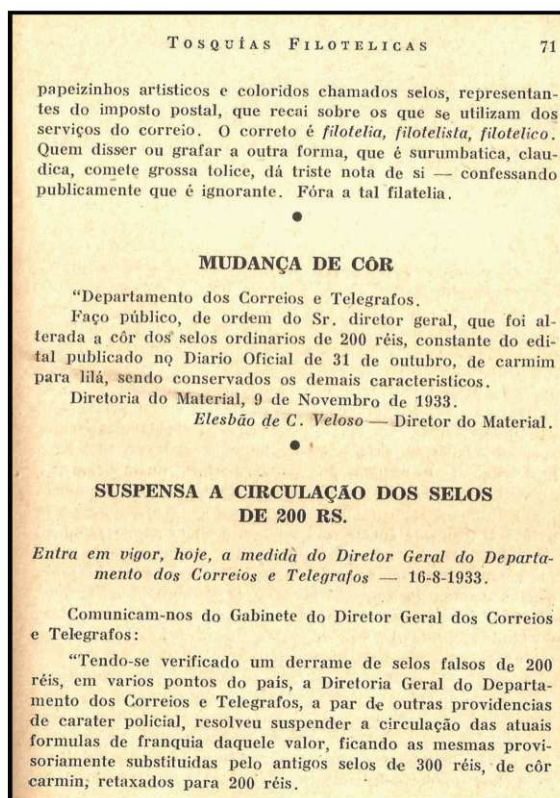 TOSQUÍAS FILOTELICAS 71
papeizinhos artisticos e coloridos chamados selos, representan-
tes do imposto postal, que recai sobre os que se utilizam dos
serviços do correio. O correto é filotelia, filotelista, filotelico.
Quem disser ou grafar a outra forma, que é surumbatica, clau-
dica, comete grossa tolice, dá triste nota de si — confessando
publicamente que é ignorante. Fóra a tal filatelia.
●
MUDANÇA DE CÔR
"Departamento dos Correios e Telegrafos.
Faço público, de ordem do Sr. diretor geral, que foi al-
terada a côr dos selos ordinarios de 200 réis, constante do edi-
tal publicado no Diario Oficial de 31 de outubro, de carmim
para lilá, sendo conservados os demais caracteristicos.
Diretoria do Material, 9 de Novembro de 1933.
Elesbão de C. Veloso — Diretor do Material.
●
SUSPENSA A CIRCULAÇÃO DOS SELOS
DE 200 RS.
Entra em vigor, hoje, a medida do Diretor Geral do Departa-
mento dos Correios e Telegrafos — 16-8-1933.
Comunicam-nos do Gabinete do Diretor Geral dos Correios
e Telegrafos:
"Tendo-se verificado um derrame de selos falsos de 200
réis, em varios pontos do país, a Diretoria Geral do Departa-
mento dos Correios e Telegrafos, a par de outras providencias
de carater policial, resolveu suspender a circulação das atuais
formulas de franquia daquele valor, ficando as mesmas provi-
soriamente substituidas pelo antigos selos de 300 réis, de côr
carmin, retaxados para 200 réis.